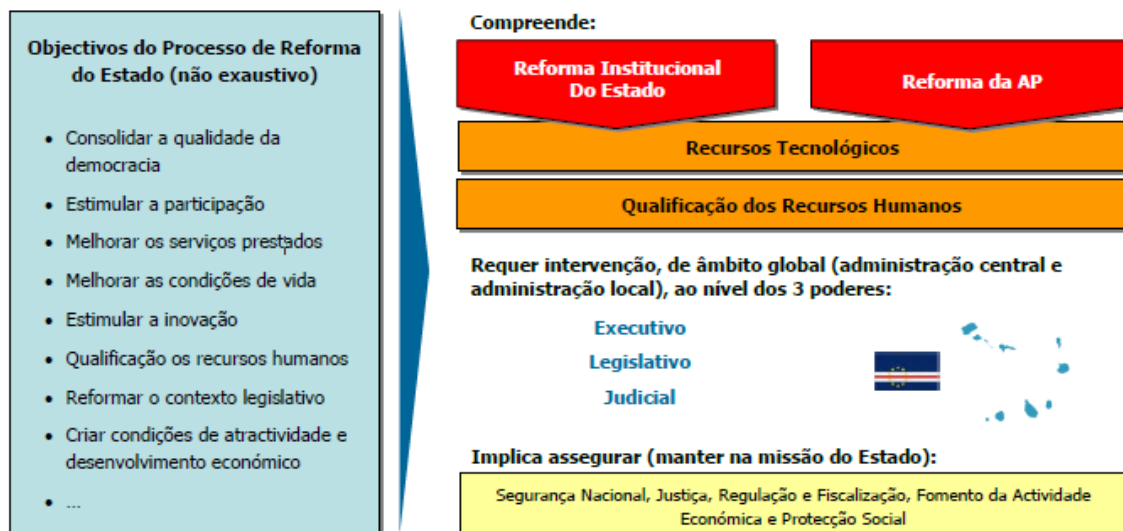 Objectivos do Processo de Reforma
do Estado (não exaustivo)
• Consolidar a qualidade da
democracia
• Estimular a participação
• Melhorar os serviços prestados
• Melhorar as condições de vida
• Estimular a inovação
• Qualificação os recursos humanos
• Reformar o contexto legislativo
• Criar condições de atractividade e
desenvolvimento económico
• ...
Compreende:
Reforma Institucional
Do Estado
Reforma da AP
Recursos Tecnológicos
Qualificação dos Recursos Humanos
Requer intervenção, de âmbito global (administração central e
administração local), ao nível dos 3 poderes:
Executivo
Legislativo
Judicial
Implica assegurar (manter na missão do Estado):
Segurança Nacional, Justiça, Regulação e Fiscalização, Fomento da Actividade
Económica e Protecção Social